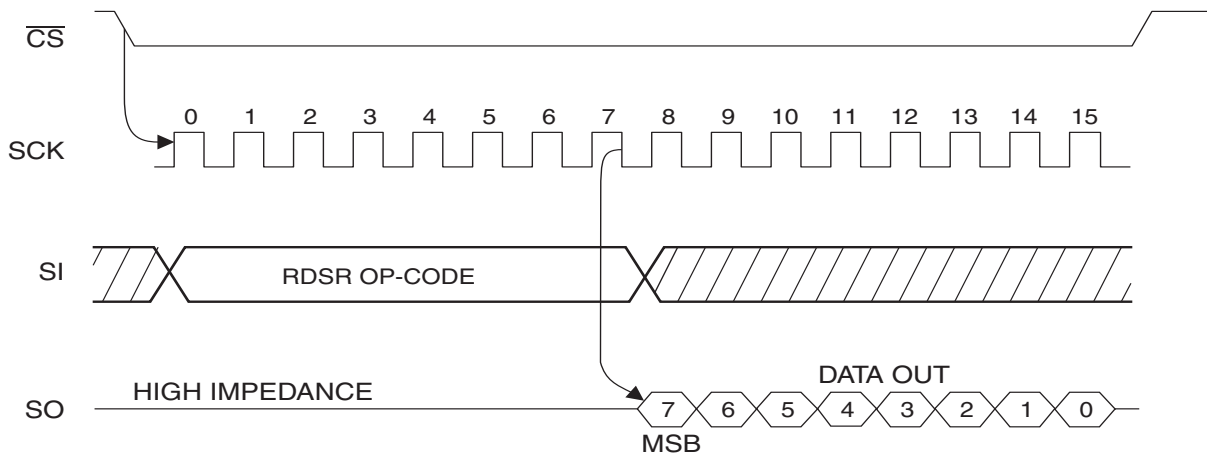 CS
0 1 2 3 4 5 6 7 8 9 10 11 12 13 14 15
SCK
SI
RDSR OP-CODE
HIGH IMPEDANCE
DATA OUT
SO
7 6 5 4 3 2 1 0
MSB